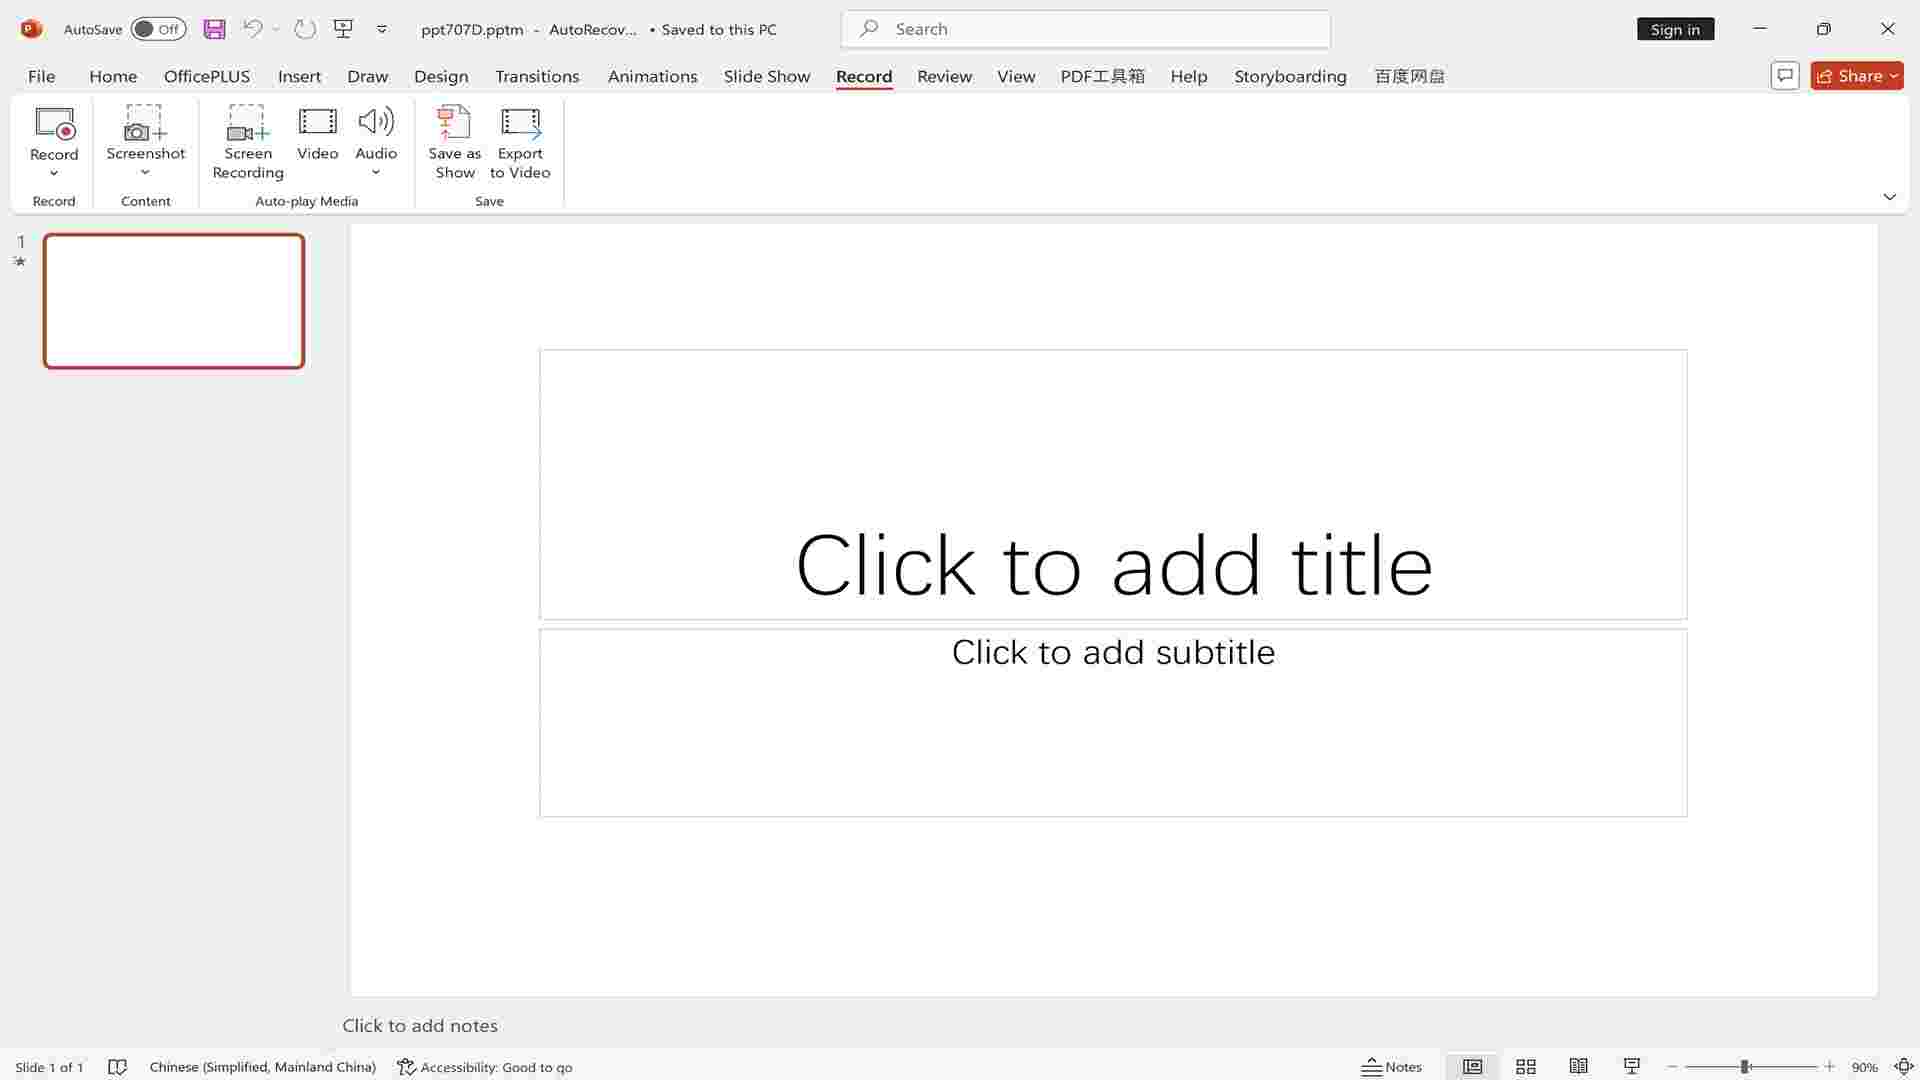 AutoSave Off ppt707D.pptm - AutoRecov... • Saved to this PC Search Sign in
File Home OfficePLUS Insert Draw Design Transitions Animations Slide Show Record Review View PDF工具箱 Help Storyboarding 百度网盘 Share
Record Screenshot Screen Recording Video Audio Save as Show Export to Video
Record Content Auto-play Media Save
1
Click to add title
Click to add subtitle
Click to add notes
Slide 1 of 1 Chinese (Simplified, Mainland China) Accessibility: Good to go Notes 90%